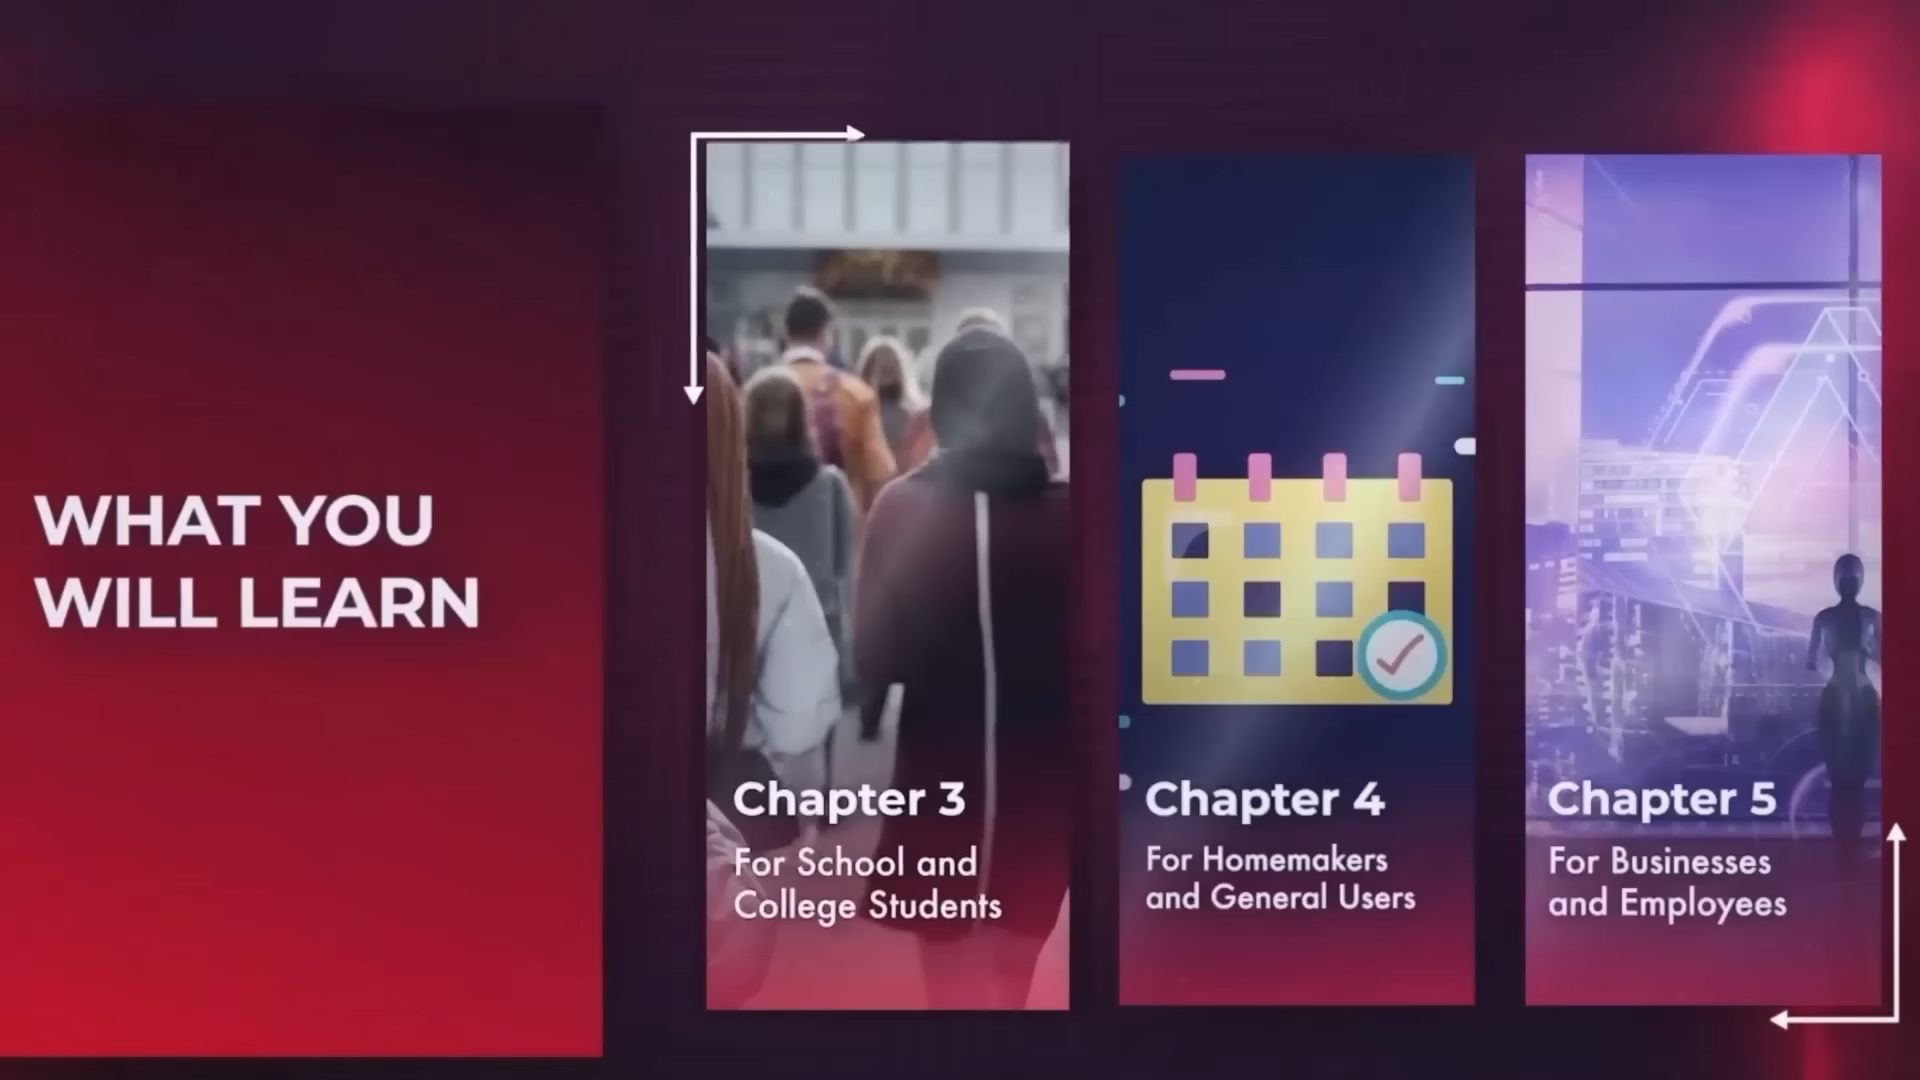 WHAT YOU
WILL LEARN
Chapter 3
For School and
College Students
Chapter 4
For Homemakers
and General Users
Chapter 5
For Businesses
and Employees